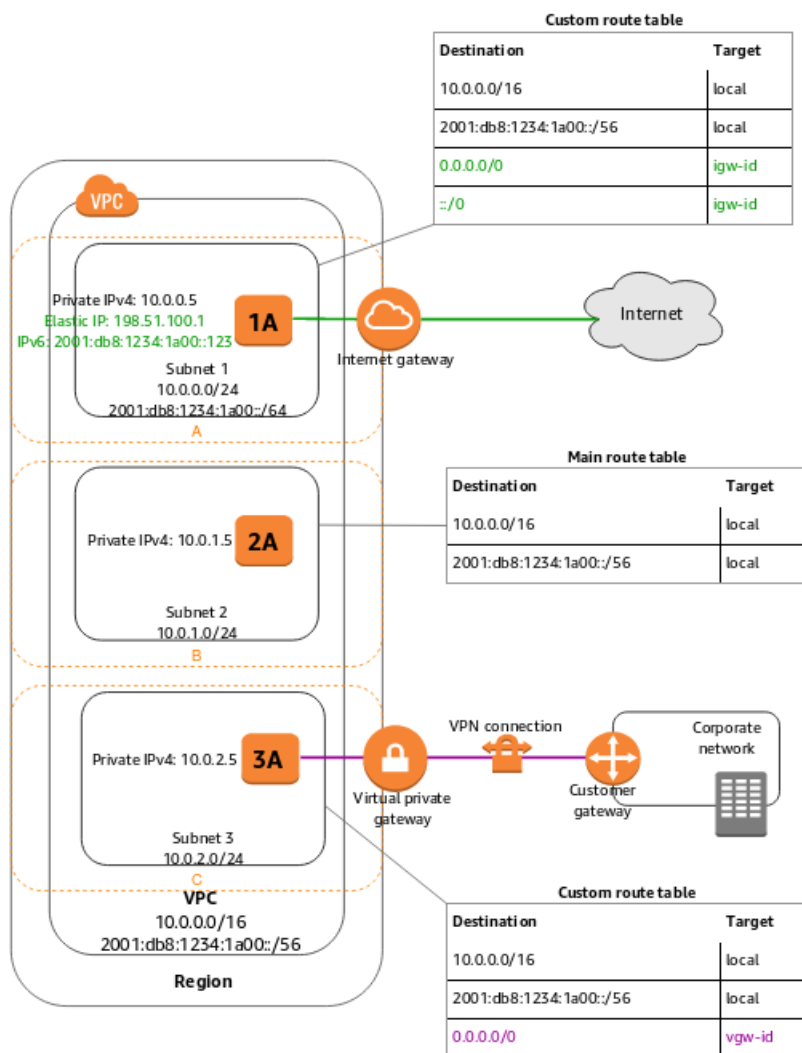 Custom route table
Destination Target
10.0.0.0/16 local
2001:db8:1234:1a00::/56 local
0.0.0.0/0 igw-id
::/0 igw-id
VPC
Private IPv4: 10.0.0.5
Elastic IP: 198.51.100.1
IPv6: 2001:db8:1234:1a00::123
1A
Subnet 1
10.0.0.0/24
2001:db8:1234:1a00::/64
A
Internet gateway
Internet
Main route table
Destination Target
10.0.0.0/16 local
2001:db8:1234:1a00::/56 local
Private IPv4: 10.0.1.5
2A
Subnet 2
10.0.1.0/24
B
Private IPv4: 10.0.2.5
3A
Subnet 3
10.0.2.0/24
C
Virtual private
gateway
VPN connection
Customer
gateway
Corporate
network
VPC
10.0.0.0/16
2001:db8:1234:1a00::/56
Region
Custom route table
Destination Target
10.0.0.0/16 local
2001:db8:1234:1a00::/56 local
0.0.0.0/0 vgw-id